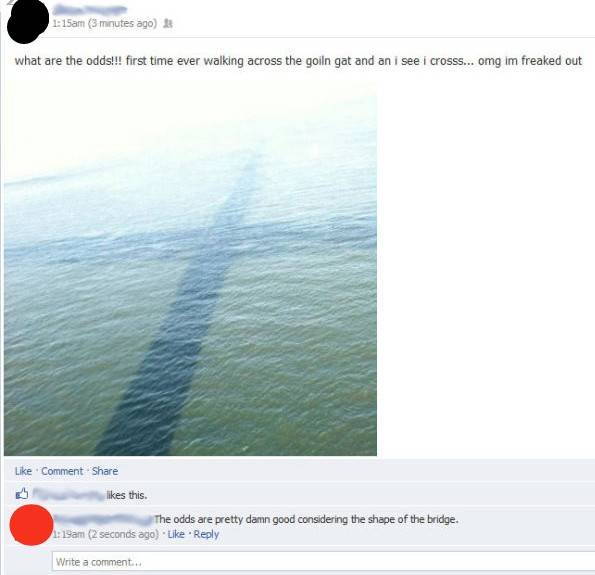 1:15am (3 minutes ago)
what are the odds!!! first time ever walking across the goiln gat and an i see i crosss... omg im freaked out
Like · Comment · Share
likes this.
The odds are pretty damn good considering the shape of the bridge.
1:19am (2 seconds ago) · Like · Reply
Write a comment...